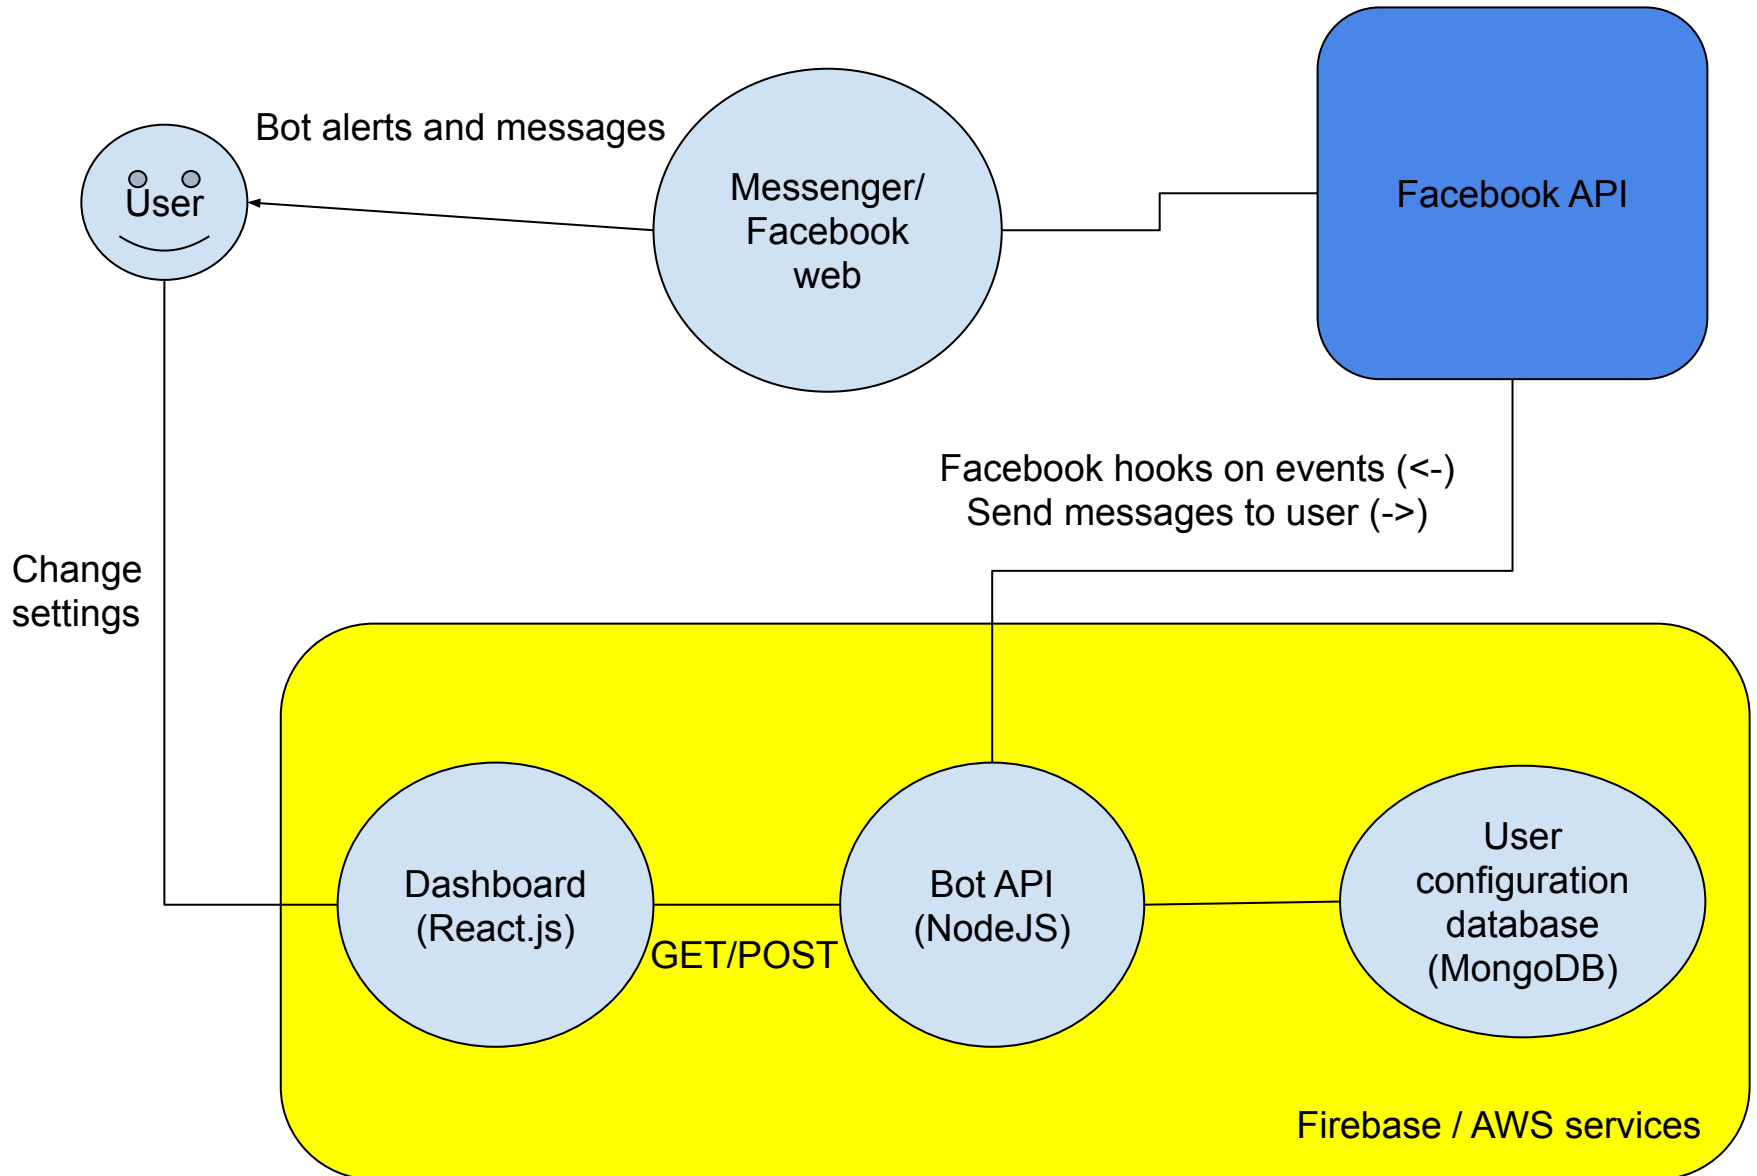 Bot alerts and messages
User
Messenger/
Facebook
web
Facebook API
Facebook hooks on events (<-)
Send messages to user (->)
Change
settings
Dashboard
(React.js)
GET/POST
Bot API
(NodeJS)
User
configuration
database
(MongoDB)
Firebase / AWS services